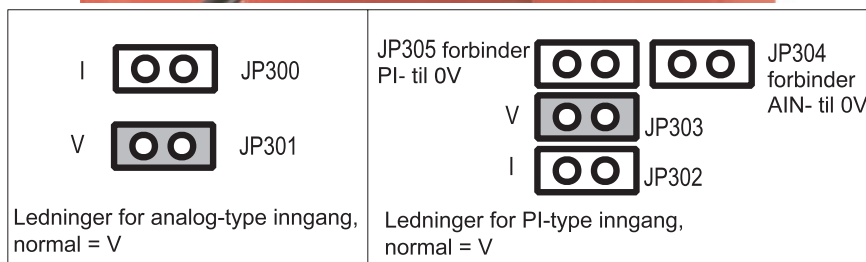 I JP300
V JP301
Ledninger for analog-type inngang,
normal = V
JP305 forbinder
PI- til 0V
JP304
forbinder
AIN- til 0V
V JP303
I JP302
Ledninger for PI-type inngang,
normal = V